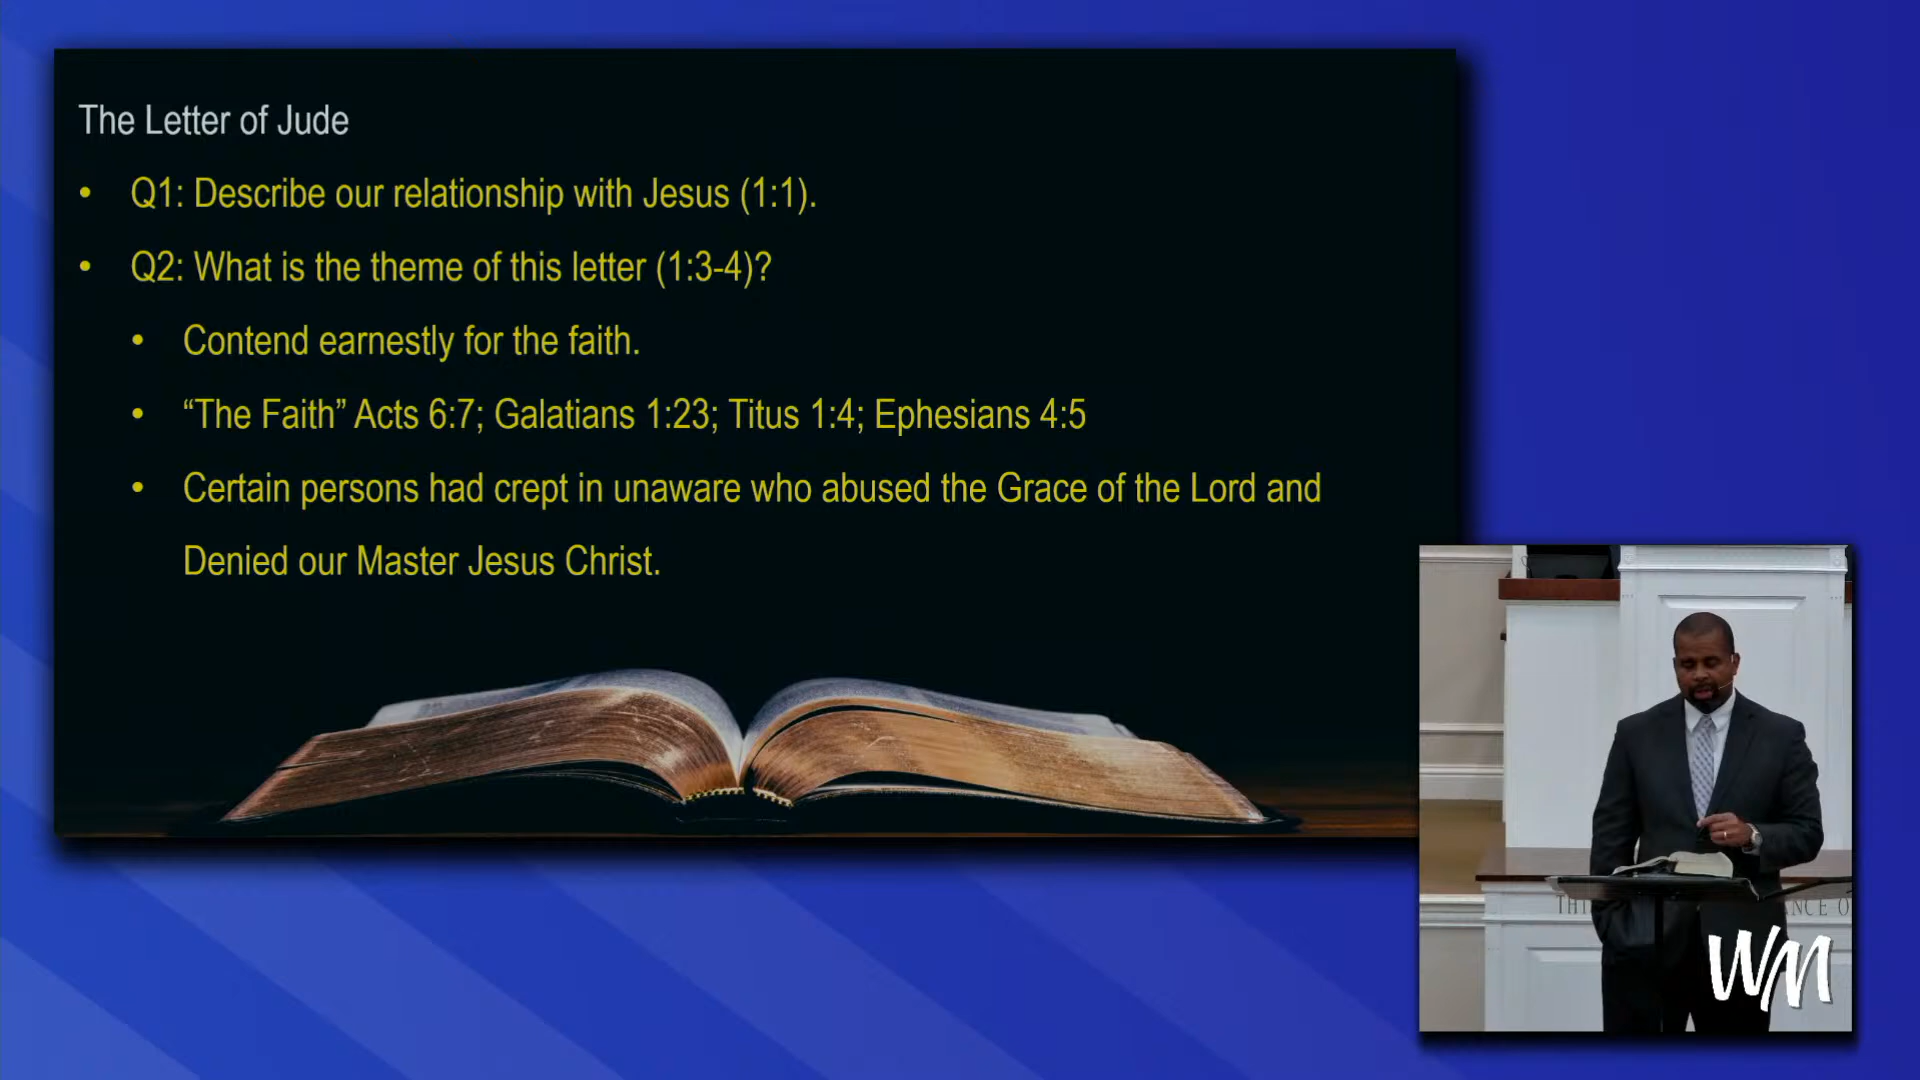 The Letter of Jude
• Q1: Describe our relationship with Jesus (1:1).
• Q2: What is the theme of this letter (1:3-4)?
• Contend earnestly for the faith.
• “The Faith” Acts 6:7; Galatians 1:23; Titus 1:4; Ephesians 4:5
• Certain persons had crept in unaware who abused the Grace of the Lord and
Denied our Master Jesus Christ.
WM